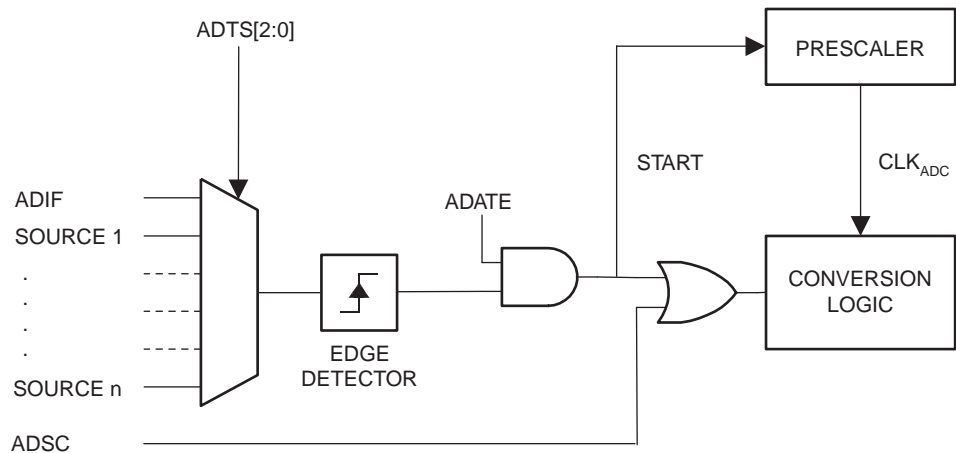 ADTS[2:0]
PRESCALER
START
CLKADC
ADIF
ADATE
SOURCE 1
.
.
.
.
CONVERSION
LOGIC
EDGE
DETECTOR
SOURCE n
ADSC